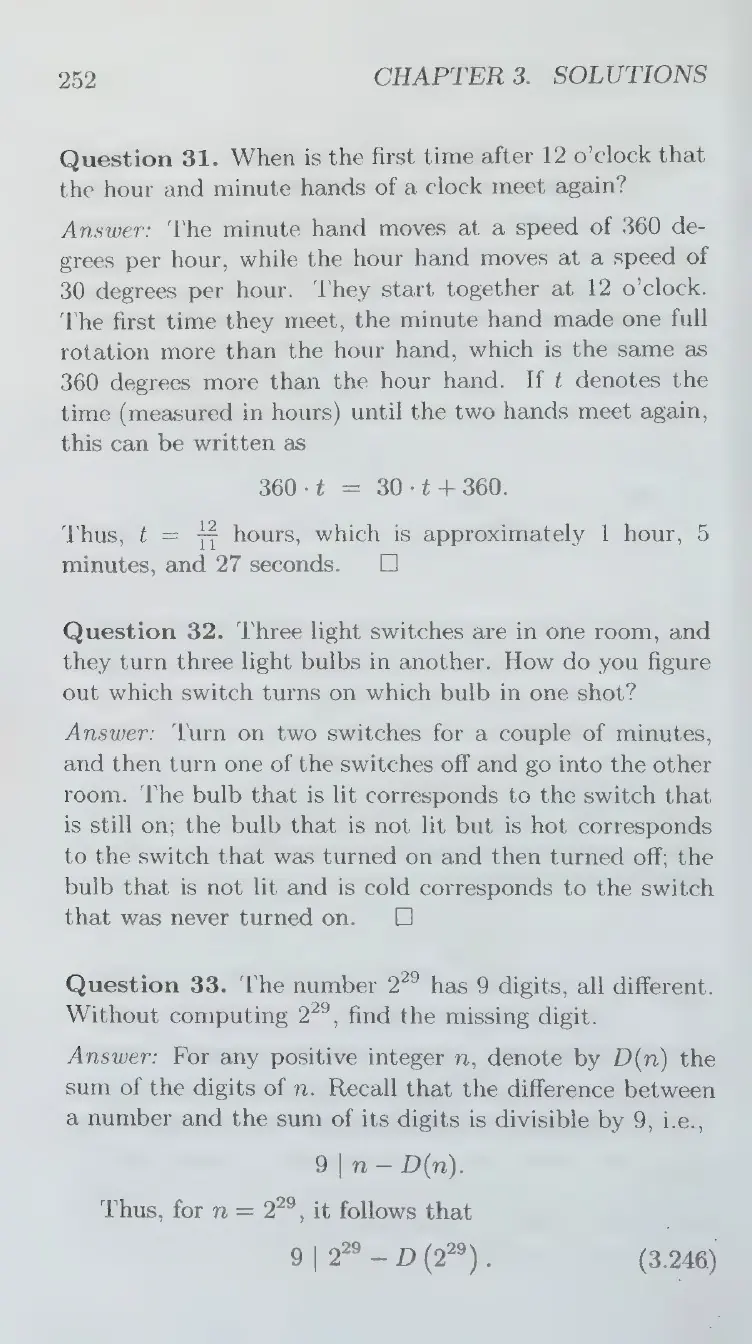 252 CHAPTER 3. SOLUTIONS
Question 31. When is the first time after 12 o'clock that
the hour and minute hands of a clock meet again?
Answer: The minute hand moves at a speed of 360 de-
grees per hour, while the hour hand moves at a speed of
30 degrees per hour. They start together at 12 o'clock.
The first time they meet, the minute hand made one full
rotation more than the hour hand, which is the same as
360 degrees more than the hour hand. If t denotes the
time (measured in hours) until the two hands meet again,
this can be written as
360 · t = 30 · t + 360.
Thus, t = 12/11 hours, which is approximately 1 hour, 5
minutes, and 27 seconds. □
Question 32. Three light switches are in one room, and
they turn three light bulbs in another. How do you figure
out which switch turns on which bulb in one shot?
Answer: Turn on two switches for a couple of minutes,
and then turn one of the switches off and go into the other
room. The bulb that is lit corresponds to the switch that
is still on; the bulb that is not lit but is hot corresponds
to the switch that was turned on and then turned off; the
bulb that is not lit and is cold corresponds to the switch
that was never turned on. □
Question 33. The number 2²⁹ has 9 digits, all different.
Without computing 2²⁹, find the missing digit.
Answer: For any positive integer n, denote by D(n) the
sum of the digits of n. Recall that the difference between
a number and the sum of its digits is divisible by 9, i.e.,
9 | n − D(n).
Thus, for n = 2²⁹, it follows that
9 | 2²⁹ − D (2²⁹) . (3.246)